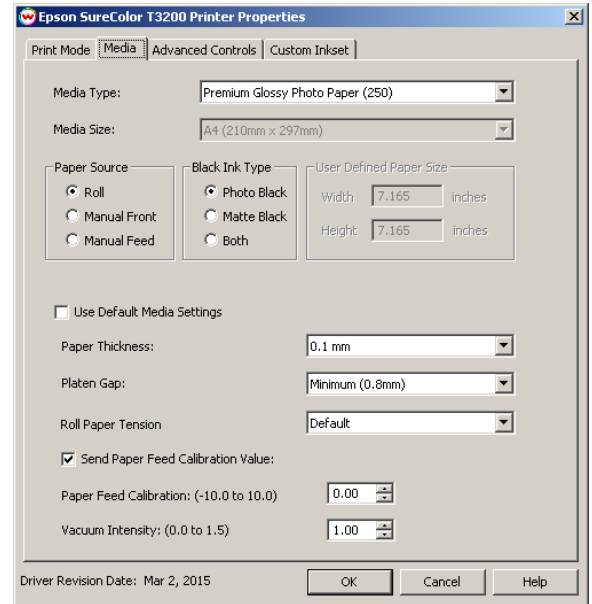 Epson SureColor T3200 Printer Properties
Print Mode Media Advanced Controls Custom Inkset
Media Type: Premium Glossy Photo Paper (250)
Media Size: A4 (210mm x 297mm)
Paper Source Black Ink Type User Defined Paper Size
Roll Photo Black Width 7.165 inches
Manual Front Matte Black
Height 7.165 inches
Manual Feed Both
Use Default Media Settings
Paper Thickness: 0.1 mm
Platen Gap: Minimum (0.8mm)
Roll Paper Tension Default
Send Paper Feed Calibration Value:
Paper Feed Calibration: (-10.0 to 10.0) 0.00
Vacuum Intensity: (0.0 to 1.5) 1.00
Driver Revision Date: Mar 2, 2015 OK Cancel Help